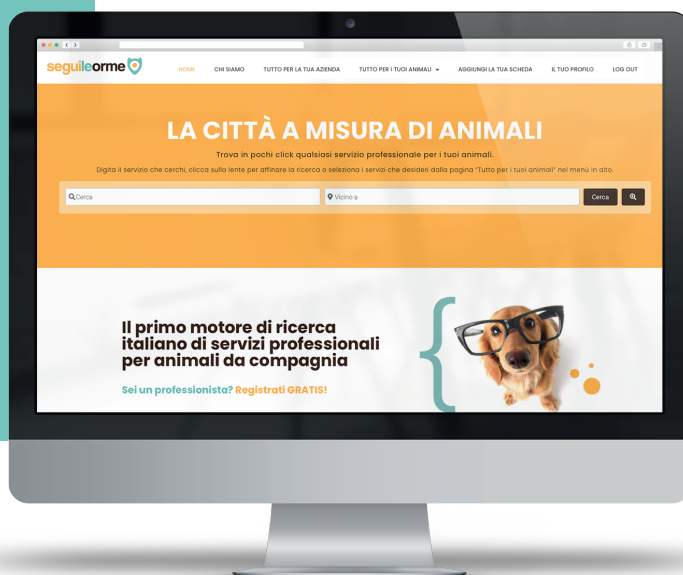 seguileorme
HOME CHI SIAMO TUTTO PER LA TUA AZIENDA TUTTO PER I TUOI ANIMALI AGGIUNGI LA TUA SCHEDA IL TUO PROFILO LOG OUT
LA CITTÀ A MISURA DI ANIMALI
Trova in pochi click qualsiasi servizio professionale per i tuoi animali.
Digita il servizio che cerchi, clicca sulla lente per affinare la ricerca o seleziona i servizi che desideri dalla pagina "Tutto per i tuoi animali" nel menù in alto.
Cerca Vicino a Cerca
Il primo motore di ricerca
italiano di servizi professionali
per animali da compagnia
Sei un professionista? Registrati GRATIS!